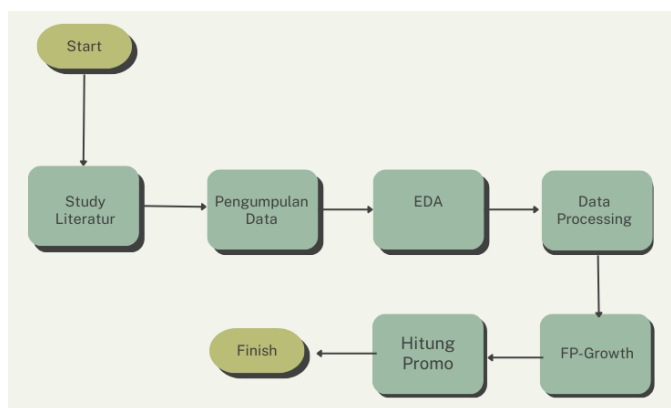 Start
Study
Literatur
Pengumpulan
Data
EDA
Data
Processing
FP-Growth
Hitung
Promo
Finish